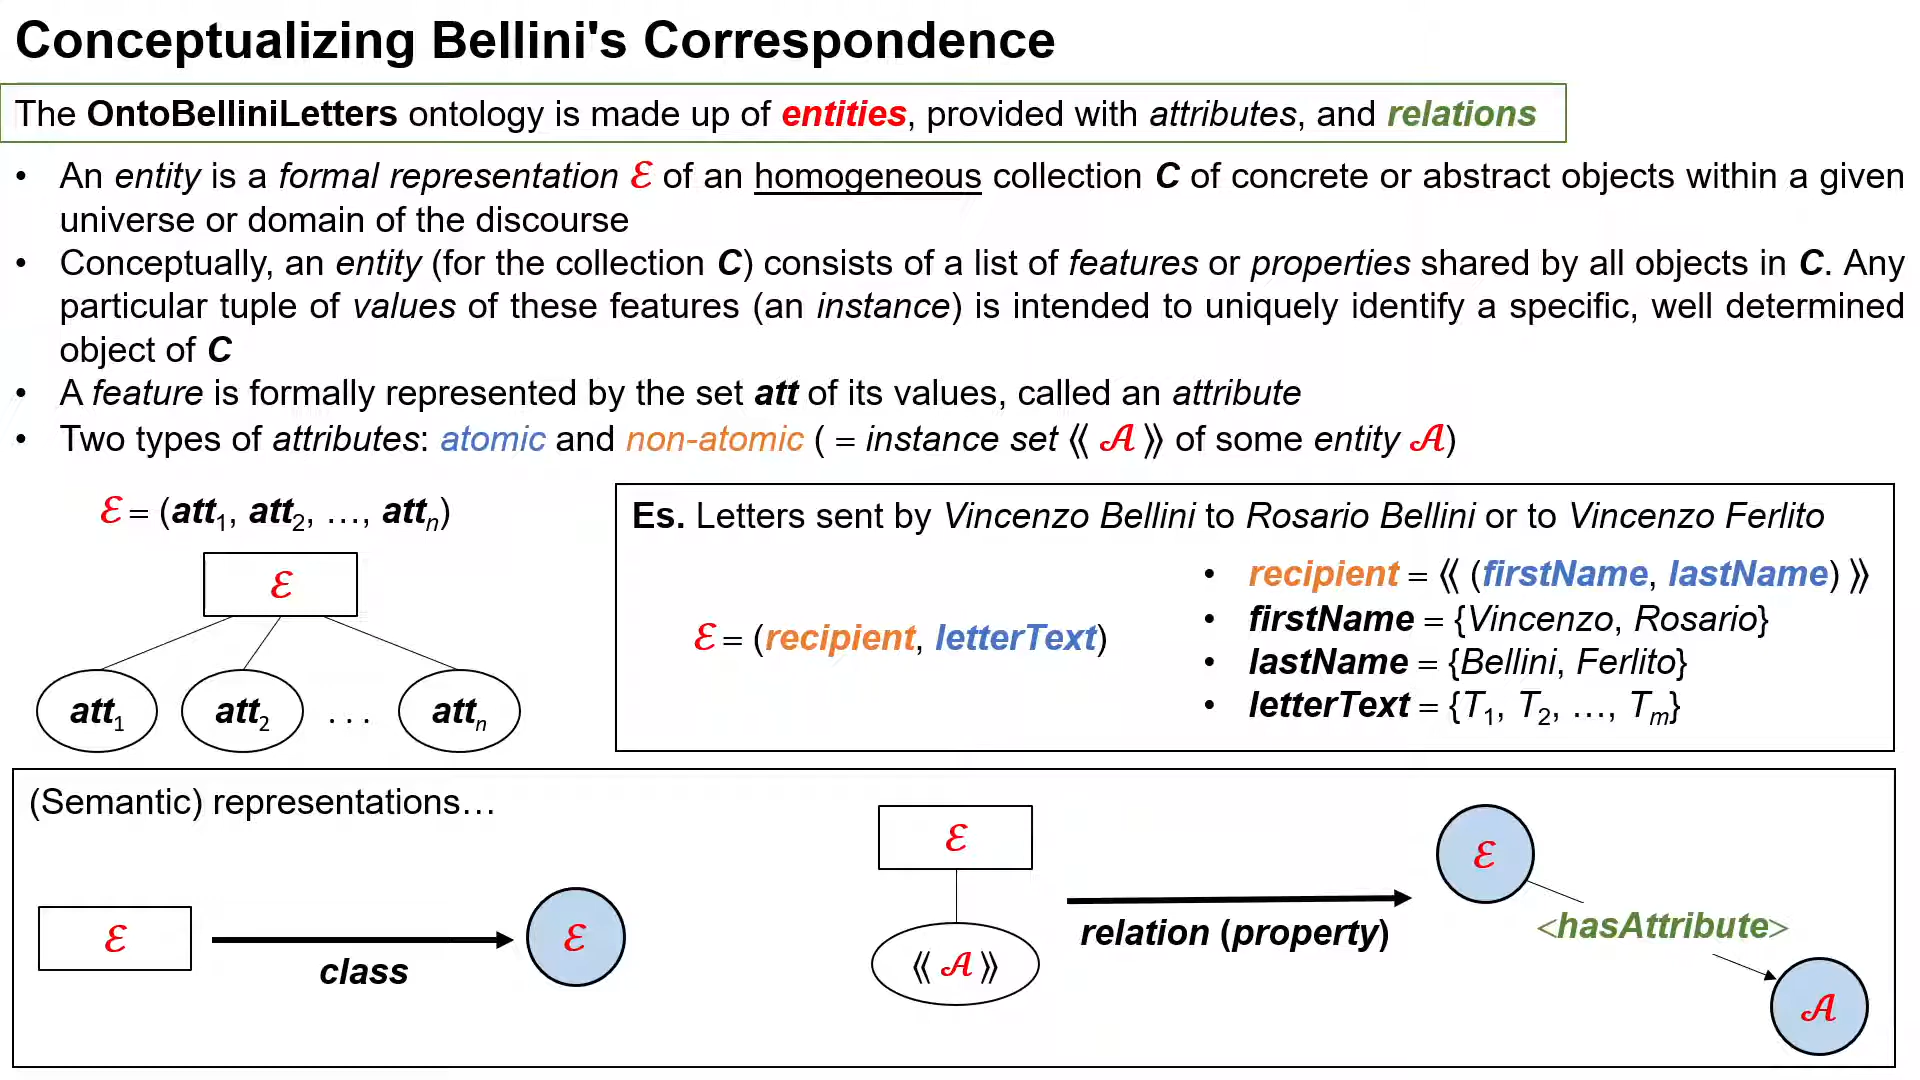 Conceptualizing Bellini's Correspondence
The OntoBelliniLetters ontology is made up of entities, provided with attributes, and relations
• An entity is a formal representation ℰ of an homogeneous collection C of concrete or abstract objects within a given
universe or domain of the discourse
• Conceptually, an entity (for the collection C) consists of a list of features or properties shared by all objects in C. Any
particular tuple of values of these features (an instance) is intended to uniquely identify a specific, well determined
object of C
• A feature is formally represented by the set att of its values, called an attribute
• Two types of attributes: atomic and non-atomic ( = instance set ⟪ 𝒜 ⟫ of some entity 𝒜)
ℰ = (att₁, att₂, …, attₙ)
ℰ
att₁ att₂ . . . attₙ
Es. Letters sent by Vincenzo Bellini to Rosario Bellini or to Vincenzo Ferlito
ℰ = (recipient, letterText)
• recipient = ⟪ (firstName, lastName) ⟫
• firstName = {Vincenzo, Rosario}
• lastName = {Bellini, Ferlito}
• letterText = {T₁, T₂, …, Tₘ}
(Semantic) representations…
ℰ
class
ℰ
ℰ
⟪ 𝒜 ⟫
relation (property)
ℰ
<hasAttribute>
𝒜